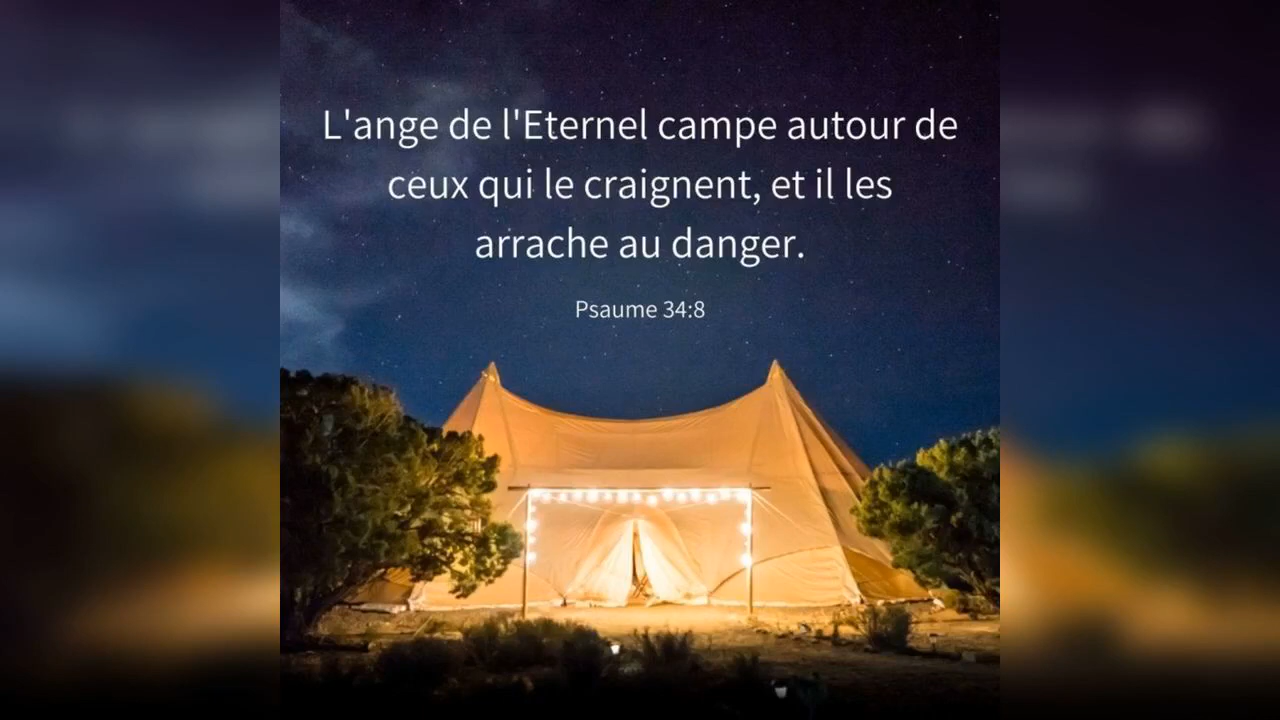 L'ange de l'Eternel campe autour de
ceux qui le craignent, et il les
arrache au danger.
Psaume 34:8